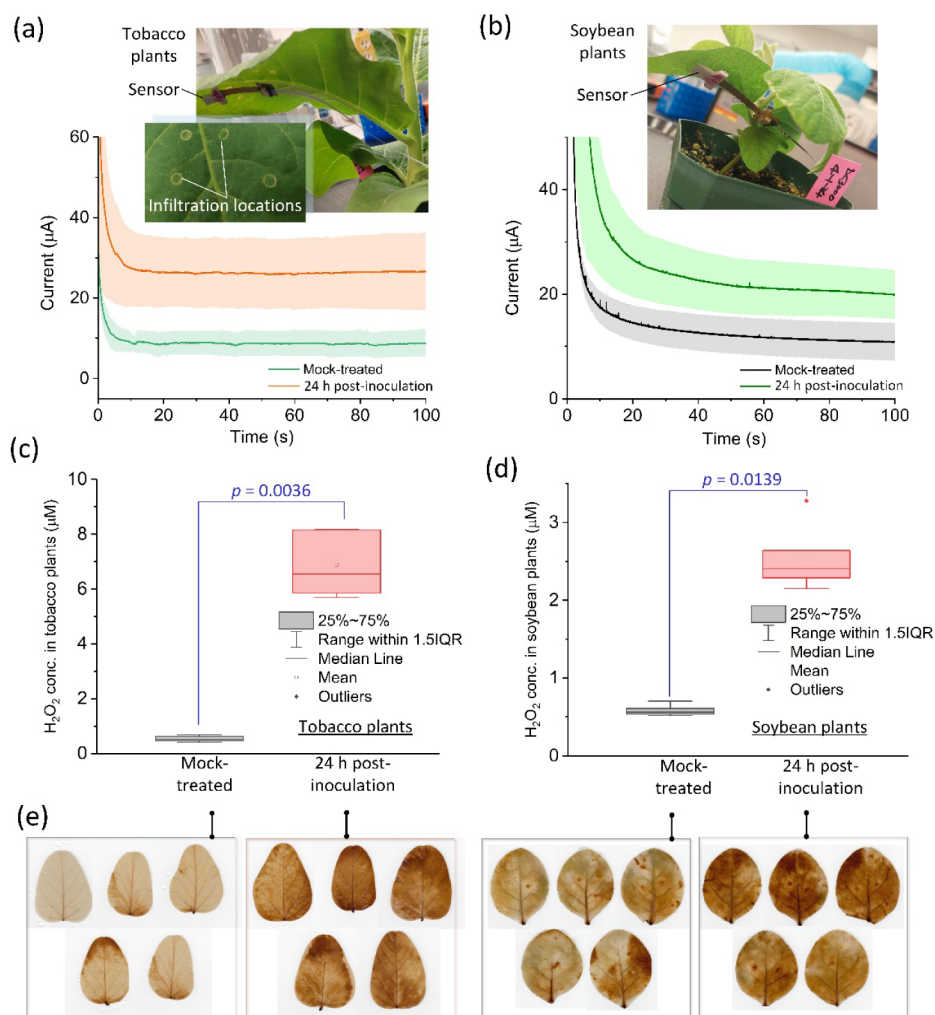 (a)
Tobacco
plants
Sensor
Infiltration locations
60
40
20
0
Current (μA)
Mock-treated
24 h post-inoculation
0 20 40 60 80 100
Time (s)
(b)
Soybean
plants
Sensor
40
20
0
Current (μA)
Mock-treated
24 h post-inoculation
0 20 40 60 80 100
Time (s)
(c)
10
8
6
4
2
0
H₂O₂ conc. in tobacco plants (μM)
p = 0.0036
25%~75%
Range within 1.5IQR
Median Line
Mean
Outliers
Tobacco plants
Mock-
treated
24 h post-
inoculation
(d)
3
2
1
0
H₂O₂ conc. in soybean plants (μM)
p = 0.0139
25%~75%
Range within 1.5IQR
Median Line
Mean
Outliers
Soybean plants
Mock-
treated
24 h post-
inoculation
(e)